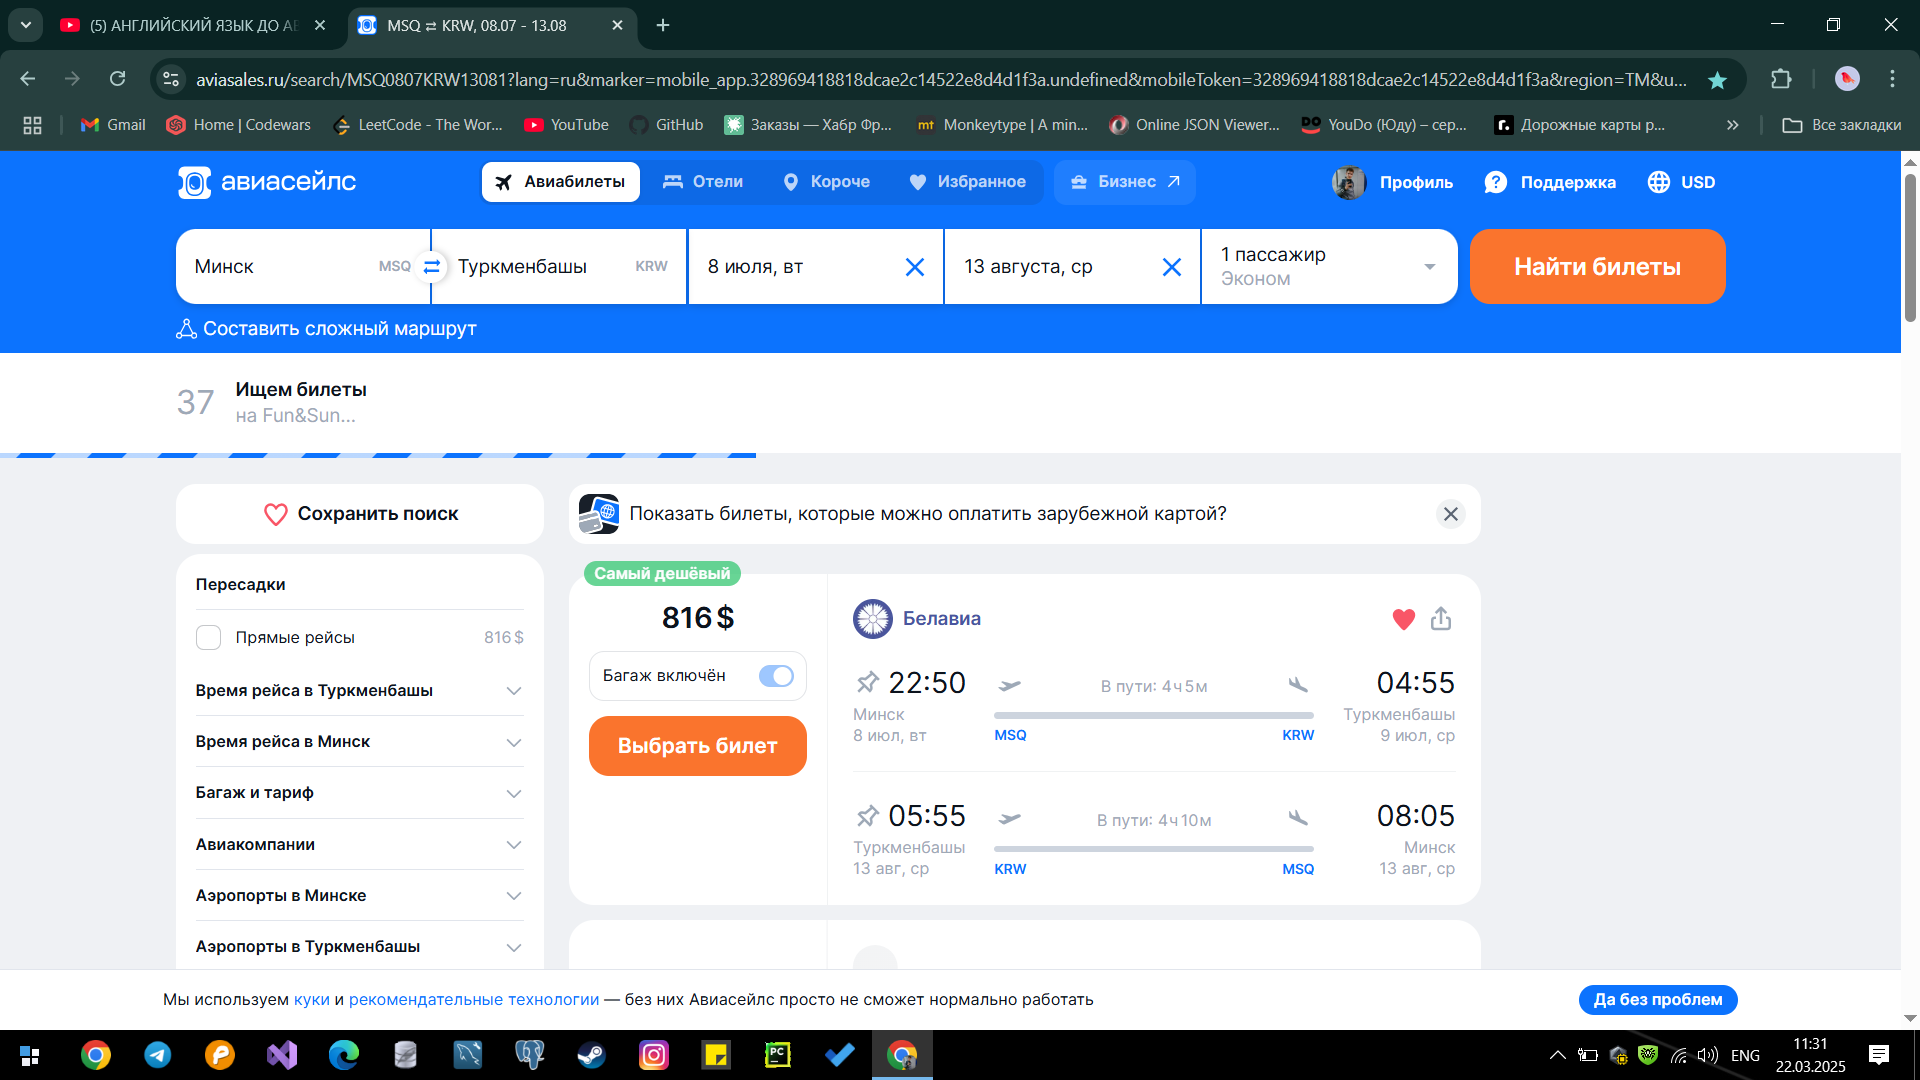 (5) АНГЛИЙСКИЙ ЯЗЫК ДО АВ
MSQ ⇄ KRW, 08.07 - 13.08
aviasales.ru/search/MSQ0807KRW13081?lang=ru&marker=mobile_app.328969418818dcae2c14522e8d4d1f3a.undefined&mobileToken=328969418818dcae2c14522e8d4d1f3a&region=TM&u...
Gmail
Home | Codewars
LeetCode - The Wor...
YouTube
GitHub
Заказы — Хабр Фр...
mt Monkeytype | A min...
Online JSON Viewer...
YouDo (Юду) – сер...
Дорожные карты р...
Все закладки
авиасейлс
Авиабилеты
Отели
Короче
Избранное
Бизнес
Профиль
Поддержка
USD
Минск MSQ
Туркменбашы KRW
8 июля, вт
13 августа, ср
1 пассажир
Эконом
Найти билеты
Составить сложный маршрут
37
Ищем билеты
на Fun&Sun...
Сохранить поиск
Показать билеты, которые можно оплатить зарубежной картой?
Пересадки
Прямые рейсы 816 $
Время рейса в Туркменбашы
Время рейса в Минск
Багаж и тариф
Авиакомпании
Аэропорты в Минске
Аэропорты в Туркменбашы
Самый дешёвый
816 $
Багаж включён
Выбрать билет
Белавиа
22:50 В пути: 4 ч 5 м 04:55
Минск Туркменбашы
8 июл, вт MSQ KRW 9 июл, ср
05:55 В пути: 4 ч 10 м 08:05
Туркменбашы Минск
13 авг, ср KRW MSQ 13 авг, ср
Мы используем куки и рекомендательные технологии — без них Авиасейлс просто не сможет нормально работать
Да без проблем
PC
ENG
11:31
22.03.2025